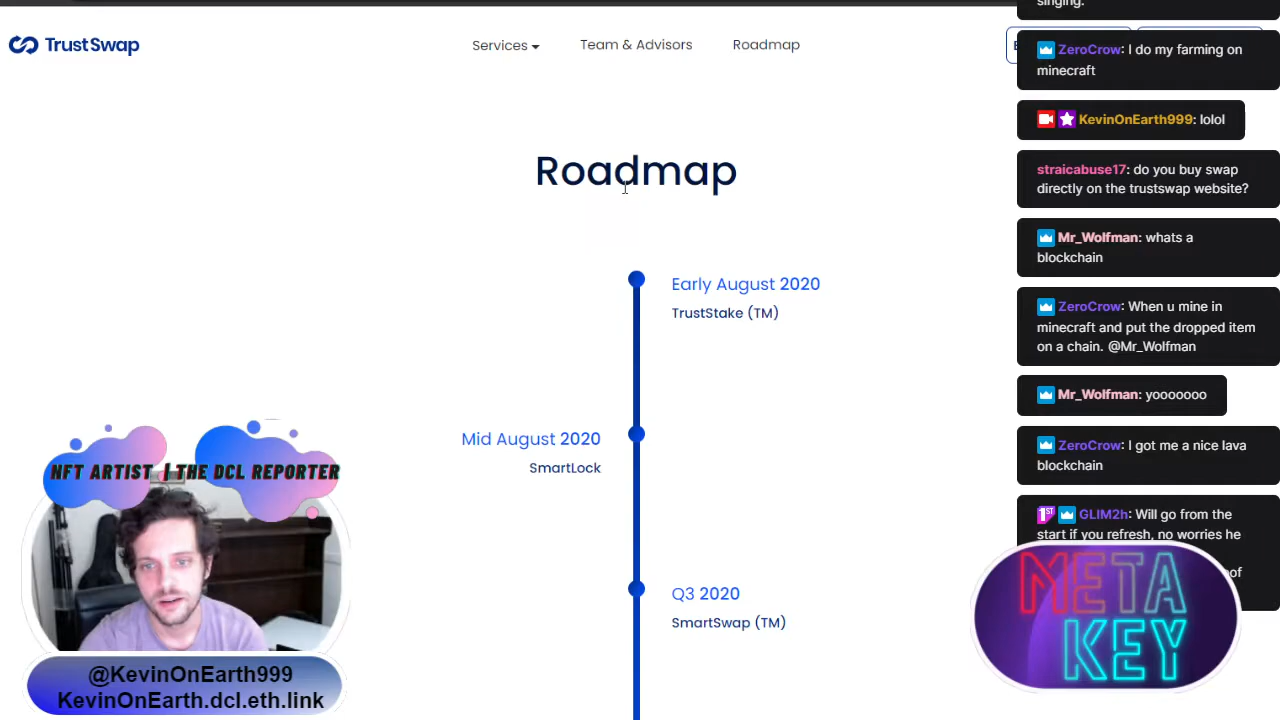 TrustSwap
Services
Team & Advisors
Roadmap
Roadmap
Early August 2020
TrustStake (TM)
Mid August 2020
SmartLock
Q3 2020
SmartSwap (TM)
singing.
ZeroCrow: I do my farming on
minecraft
KevinOnEarth999: lolol
straicabuse17: do you buy swap
directly on the trustswap website?
Mr_Wolfman: whats a
blockchain
ZeroCrow: When u mine in
minecraft and put the dropped item
on a chain. @Mr_Wolfman
Mr_Wolfman: yooooooo
ZeroCrow: I got me a nice lava
blockchain
1ST GLIM2h: Will go from the
start if you refresh, no worries he
NFT ARTIST | THE DCL REPORTER
@KevinOnEarth999
KevinOnEarth.dcl.eth.link
META
KEY